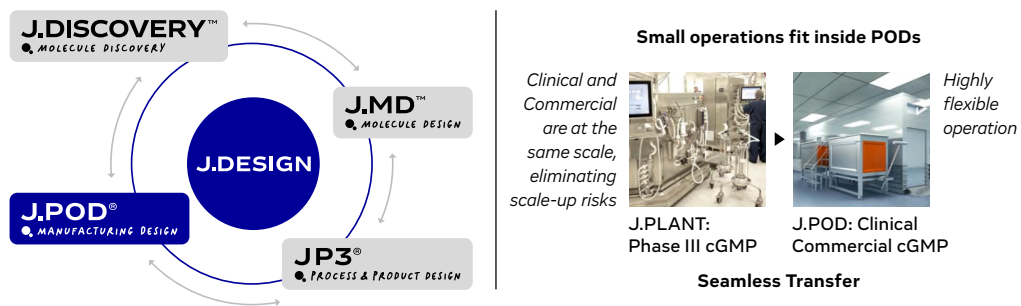 J.DISCOVERY™
MOLECULE DISCOVERY
J.MD™
MOLECULE DESIGN
J.DESIGN
J.POD®
MANUFACTURING DESIGN
JP3®
PROCESS & PRODUCT DESIGN
Small operations fit inside PODs
Clinical and
Commercial
are at the
same scale,
eliminating
scale-up risks
Highly
flexible
operation
J.PLANT:
Phase III cGMP
J.POD: Clinical
Commercial cGMP
Seamless Transfer